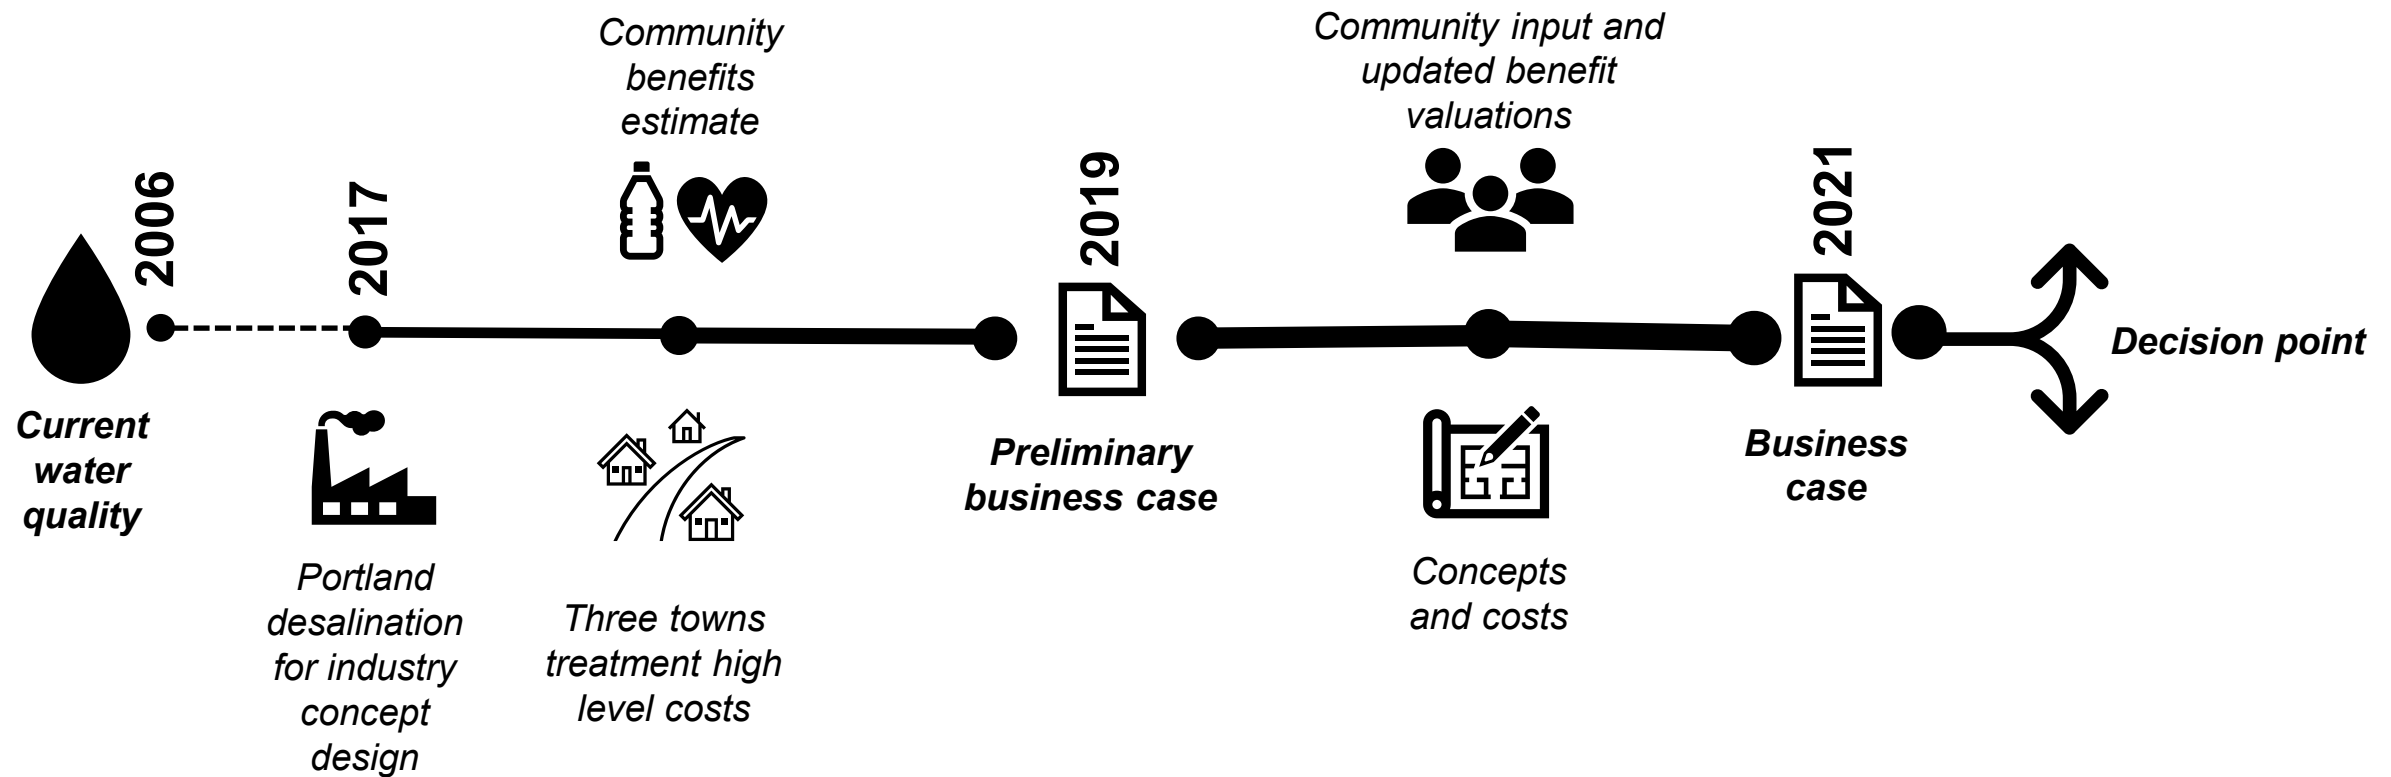 Current
water
quality
2006
2017
Portland
desalination
for industry
concept
design
Community
benefits
estimate
Three towns
treatment high
level costs
2019
Preliminary
business case
Community input and
updated benefit
valuations
Concepts
and costs
2021
Business
case
Decision point